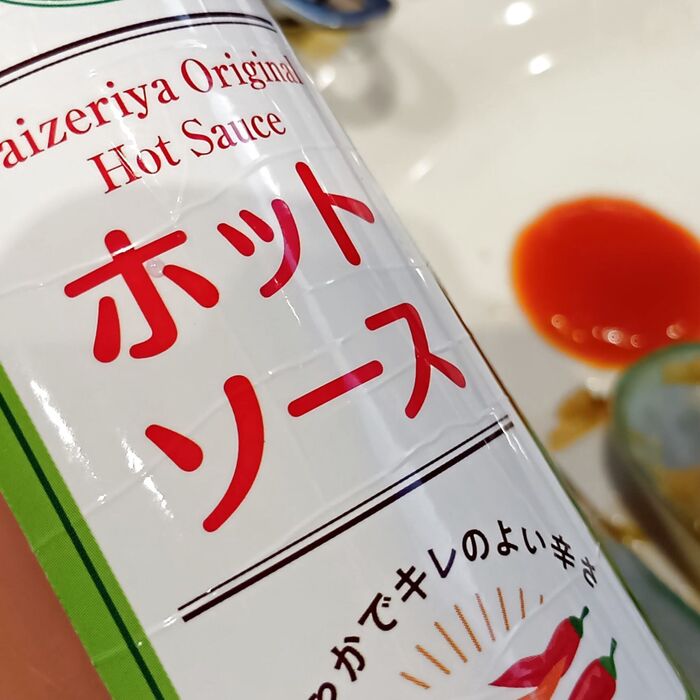 aizeriya Original
Hot Sauce
ホット
ソース
やかでキレのよい辛さ